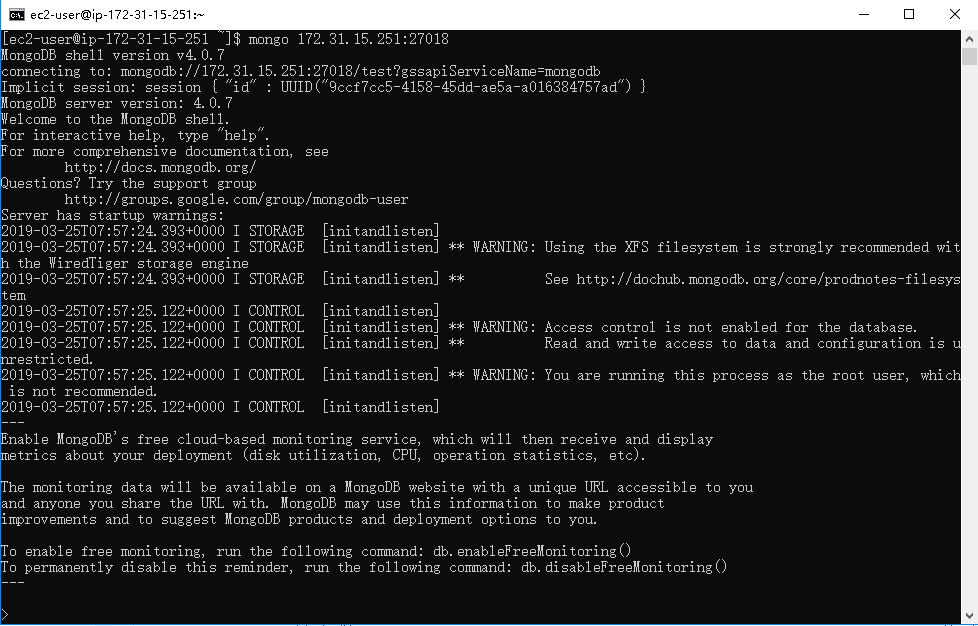 ec2-user@ip-172-31-15-251:~
[ec2-user@ip-172-31-15-251 ~]$ mongo 172.31.15.251:27018
MongoDB shell version v4.0.7
connecting to: mongodb://172.31.15.251:27018/test?gssapiServiceName=mongodb
Implicit session: session { "id" : UUID("9ccf7cc5-4158-45dd-ae5a-a016384757ad") }
MongoDB server version: 4.0.7
Welcome to the MongoDB shell.
For interactive help, type "help".
For more comprehensive documentation, see
        http://docs.mongodb.org/
Questions? Try the support group
        http://groups.google.com/group/mongodb-user
Server has startup warnings:
2019-03-25T07:57:24.393+0000 I STORAGE  [initandlisten]
2019-03-25T07:57:24.393+0000 I STORAGE  [initandlisten] ** WARNING: Using the XFS filesystem is strongly recommended wit
h the WiredTiger storage engine
2019-03-25T07:57:24.393+0000 I STORAGE  [initandlisten] **          See http://dochub.mongodb.org/core/prodnotes-filesys
tem
2019-03-25T07:57:25.122+0000 I CONTROL  [initandlisten]
2019-03-25T07:57:25.122+0000 I CONTROL  [initandlisten] ** WARNING: Access control is not enabled for the database.
2019-03-25T07:57:25.122+0000 I CONTROL  [initandlisten] **          Read and write access to data and configuration is u
nrestricted.
2019-03-25T07:57:25.122+0000 I CONTROL  [initandlisten] ** WARNING: You are running this process as the root user, which
 is not recommended.
2019-03-25T07:57:25.122+0000 I CONTROL  [initandlisten]
---
Enable MongoDB's free cloud-based monitoring service, which will then receive and display
metrics about your deployment (disk utilization, CPU, operation statistics, etc).

The monitoring data will be available on a MongoDB website with a unique URL accessible to you
and anyone you share the URL with. MongoDB may use this information to make product
improvements and to suggest MongoDB products and deployment options to you.

To enable free monitoring, run the following command: db.enableFreeMonitoring()
To permanently disable this reminder, run the following command: db.disableFreeMonitoring()
---

>